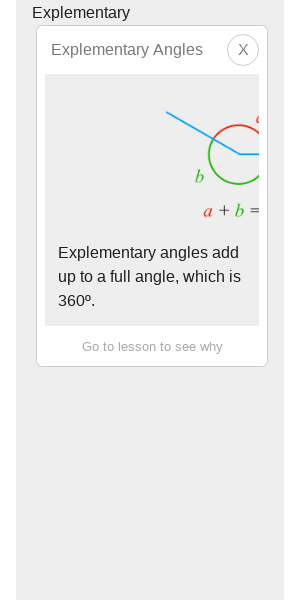 Explementary
Explementary Angles X
a
b
a + b =
Explementary angles add
up to a full angle, which is
360º.
Go to lesson to see why